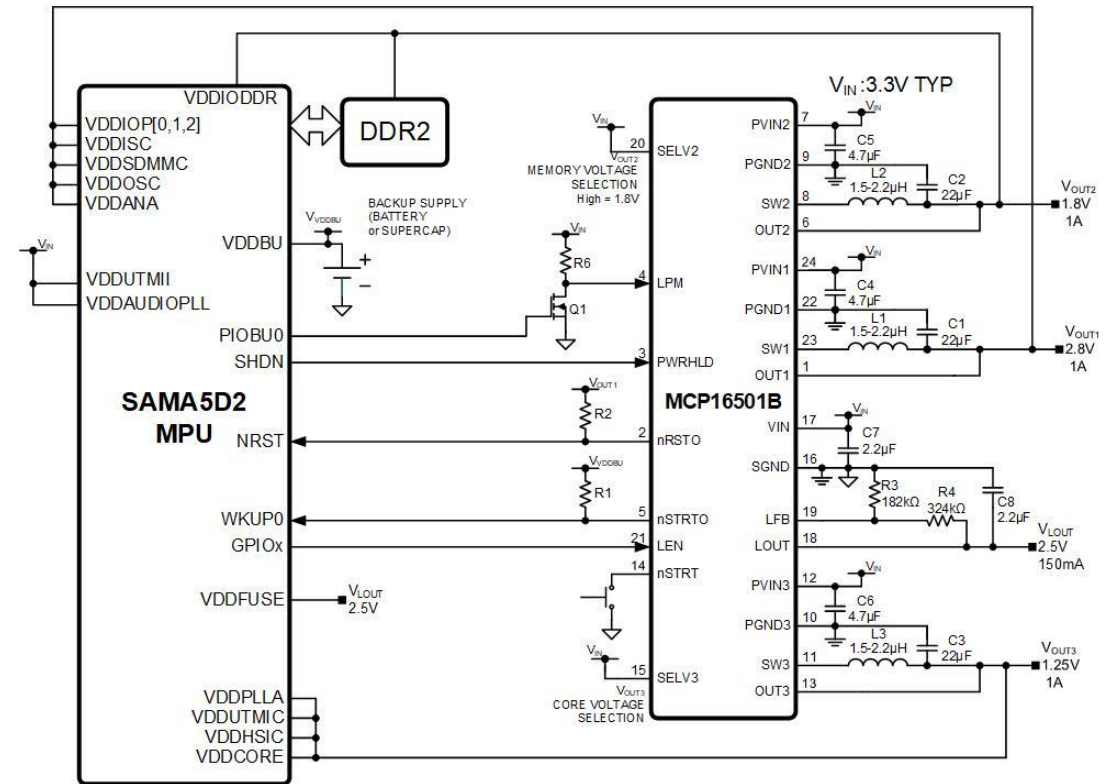 VDDIODDR
VDDIOP[0,1,2]
VDDISC
VDDSDMMC
VDDOSC
VDDANA
VIN
VDDUTMII
VDDAUDIOPLL
VDDBU
PIOBU0
SHDN
SAMA5D2
MPU
NRST
WKUP0
GPIOx
VDDFUSE
VDDPLLA
VDDUTMIC
VDDHSIC
VDDCORE
DDR2
VVDDBU
BACKUP SUPPLY
(BATTERY
or SUPERCAP)
+
−
VIN
R6
Q1
VOUT1
R2
VVDDBU
R1
VLOUT
2.5V
VIN
VOUT2
MEMORY VOLTAGE
SELECTION
High = 1.8V
VIN
VOUT3
CORE VOLTAGE
SELECTION
20 SELV2
4 LPM
3 PWRHLD
MCP16501B
2 nRSTO
5 nSTRTO
21 LEN
14 nSTRT
15 SELV3
VIN :3.3V TYP
PVIN2 7
VIN
C5
4.7µF
PGND2 9
L2
1.5-2.2µH
C2
22µF
SW2 8
OUT2 6
VOUT2
1.8V
1A
PVIN1 24
VIN
C4
4.7µF
PGND1 22
L1
1.5-2.2µH
C1
22µF
SW1 23
OUT1 1
VOUT1
2.8V
1A
VIN 17
VIN
C7
2.2µF
SGND 16
R3
182kΩ
R4
324kΩ
C8
2.2µF
LFB 19
LOUT 18
VLOUT
2.5V
150mA
PVIN3 12
VIN
C6
4.7µF
PGND3 10
L3
1.5-2.2µH
C3
22µF
SW3 11
OUT3 13
VOUT3
1.25V
1A